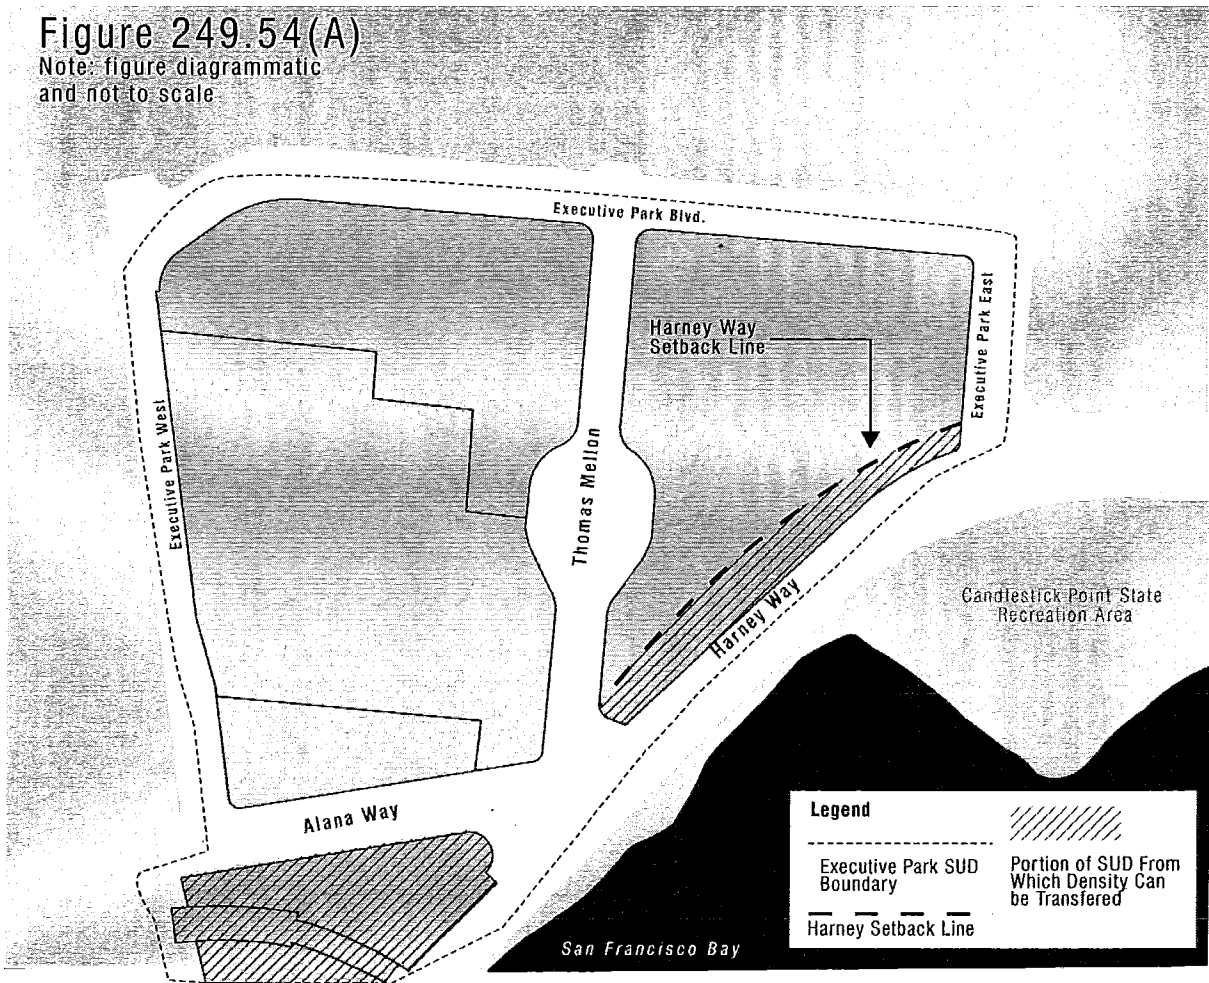 Figure 249.54(A)
Note: figure diagrammatic
and not to scale
Executive Park Blvd.
Harney Way
Setback Line
Executive Park East
Executive Park West
Thomas Mellon
Harney Way
Candlestick Point State
Recreation Area
Alana Way
Legend
Executive Park SUD
Boundary
Harney Setback Line
Portion of SUD From
Which Density Can
be Transfered
San Francisco Bay